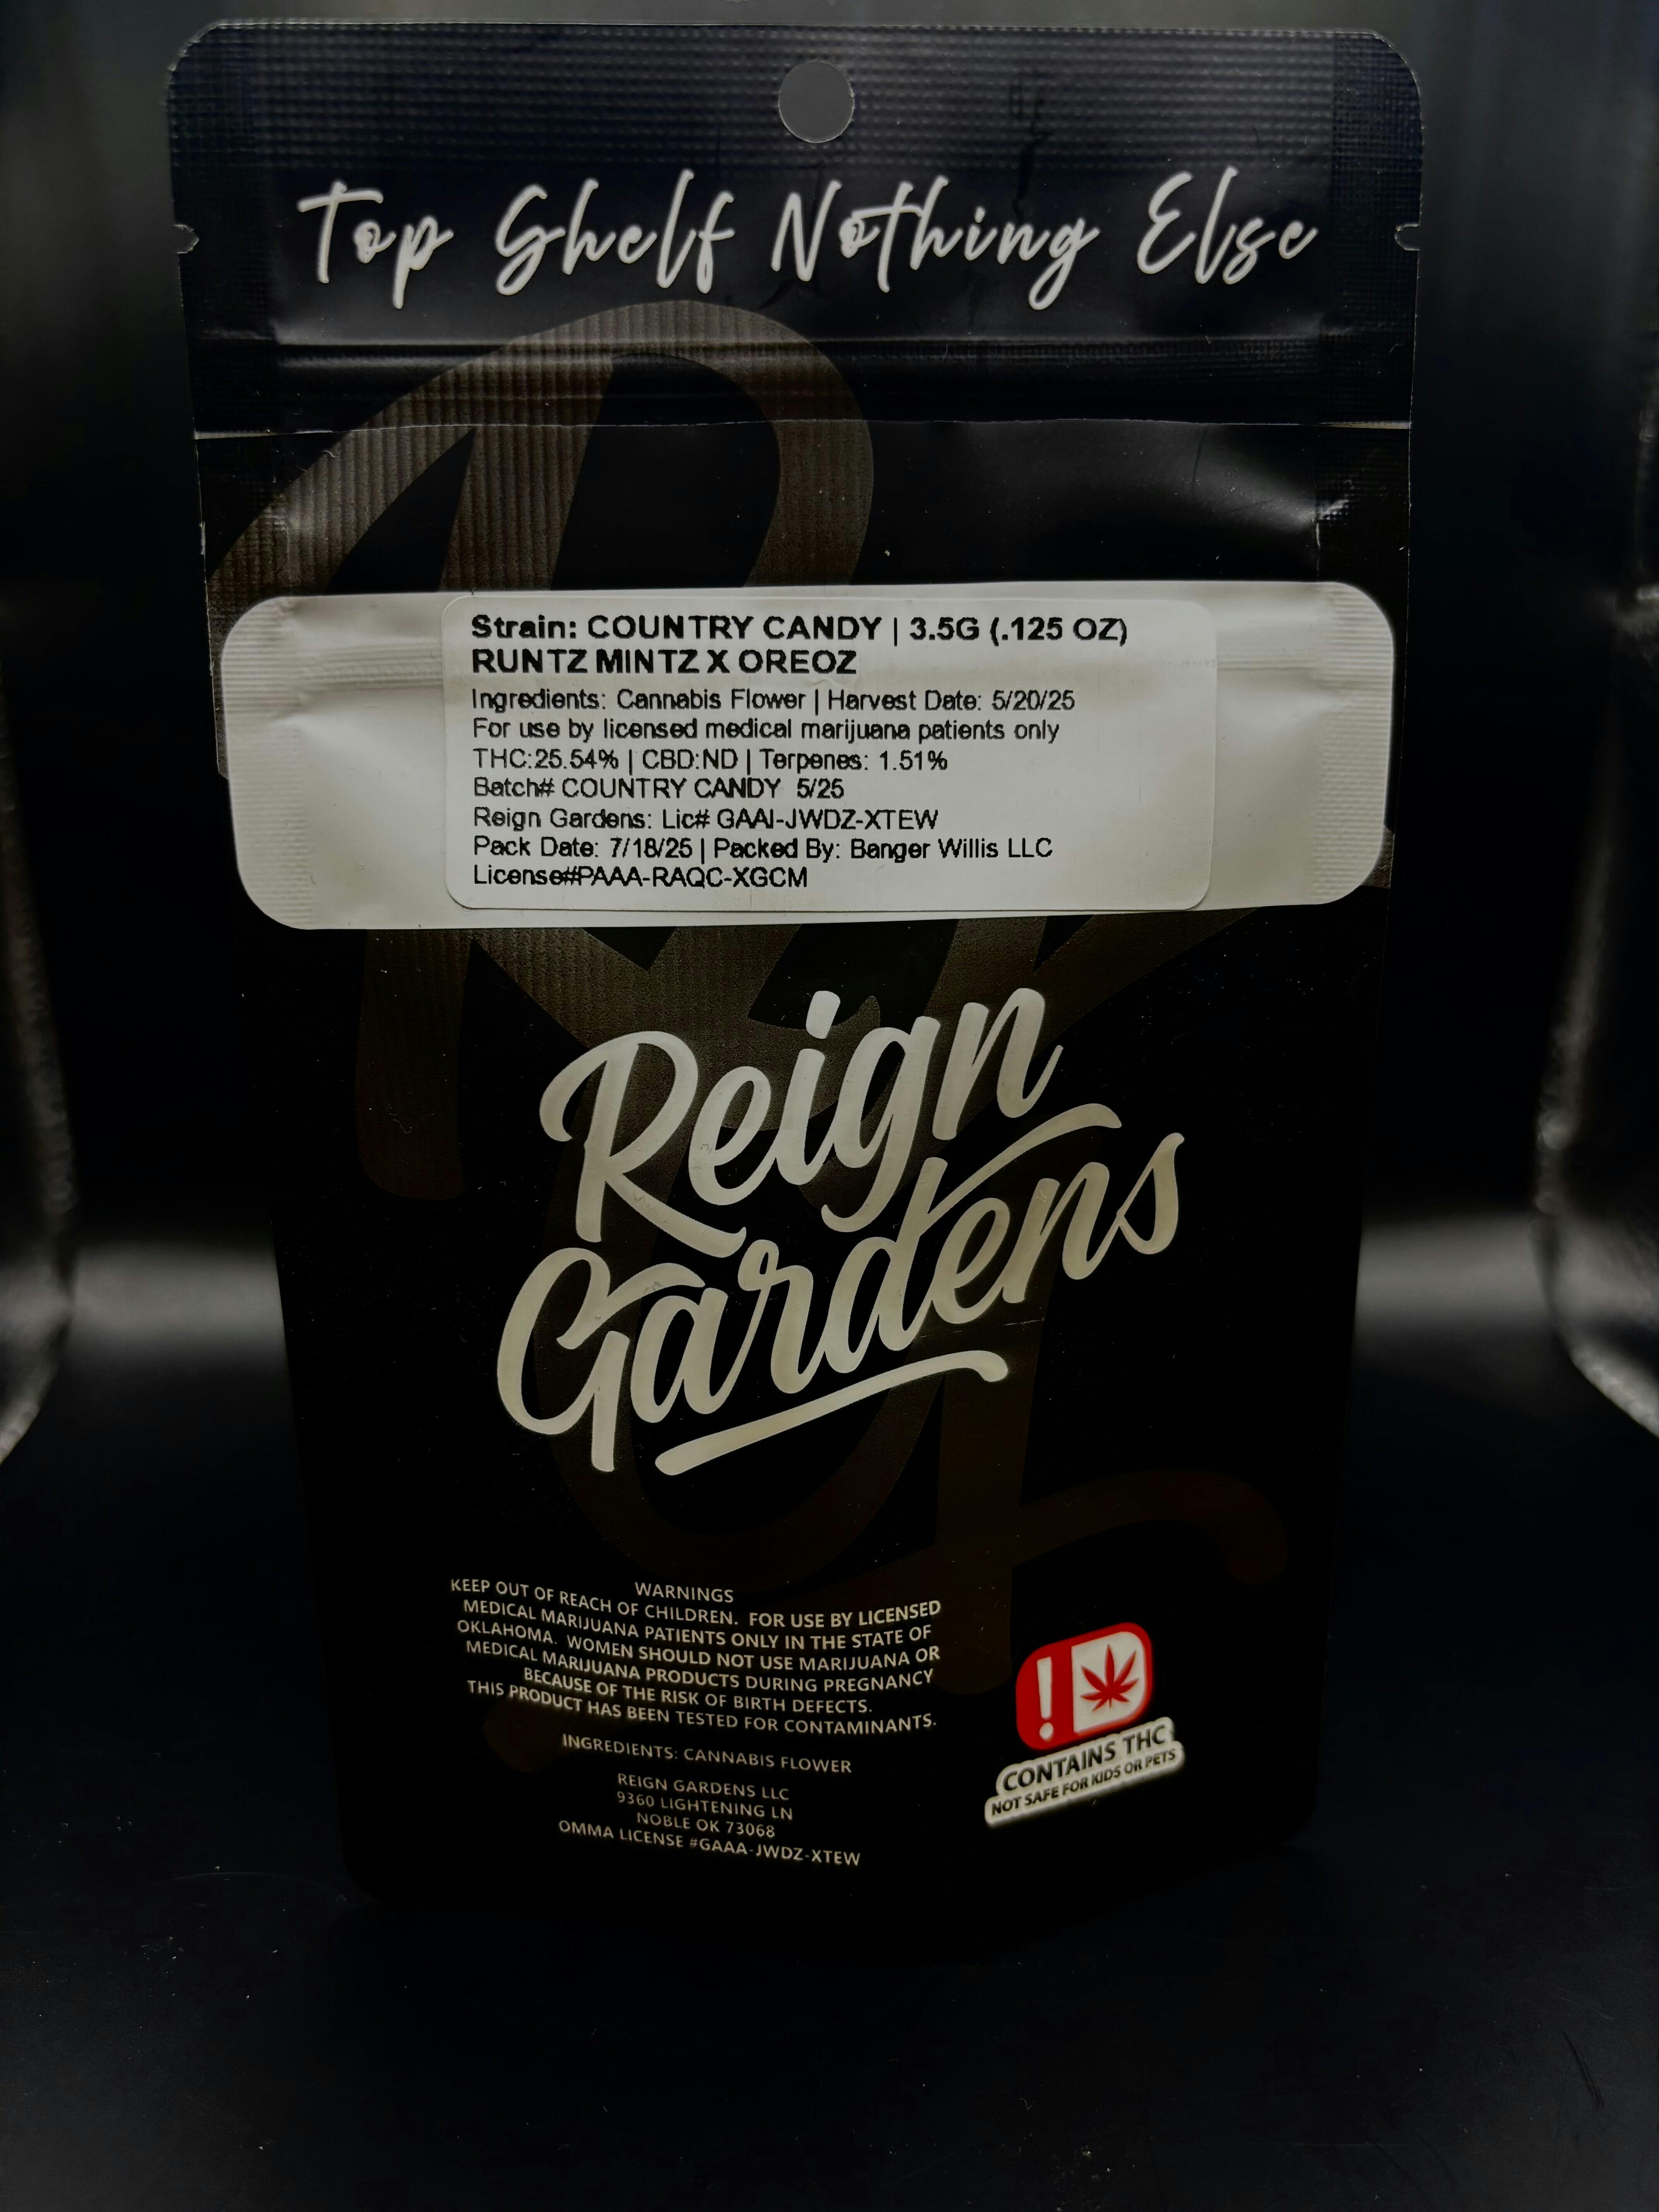 Top Shelf Nothing Else
Strain: COUNTRY CANDY | 3.5G (.125 OZ)
RUNTZ MINTZ X OREOZ
Ingredients: Cannabis Flower | Harvest Date: 5/20/25
For use by licensed medical marijuana patients only
THC:25.54% | CBD:ND | Terpenes: 1.51%
Batch# COUNTRY CANDY 5/25
Reign Gardens: Lic# GAAI-JWDZ-XTEW
Pack Date: 7/18/25 | Packed By: Banger Willis LLC
License#PAAA-RAQC-XGCM
Reign
Gardens
WARNINGS
KEEP OUT OF REACH OF CHILDREN. FOR USE BY LICENSED
MEDICAL MARIJUANA PATIENTS ONLY IN THE STATE OF
OKLAHOMA. WOMEN SHOULD NOT USE MARIJUANA OR
MEDICAL MARIJUANA PRODUCTS DURING PREGNANCY
BECAUSE OF THE RISK OF BIRTH DEFECTS.
THIS PRODUCT HAS BEEN TESTED FOR CONTAMINANTS.
INGREDIENTS: CANNABIS FLOWER
REIGN GARDENS LLC
9360 LIGHTENING LN
NOBLE OK 73068
OMMA LICENSE #GAAA-JWDZ-XTEW
!
CONTAINS THC
NOT SAFE FOR KIDS OR PETS